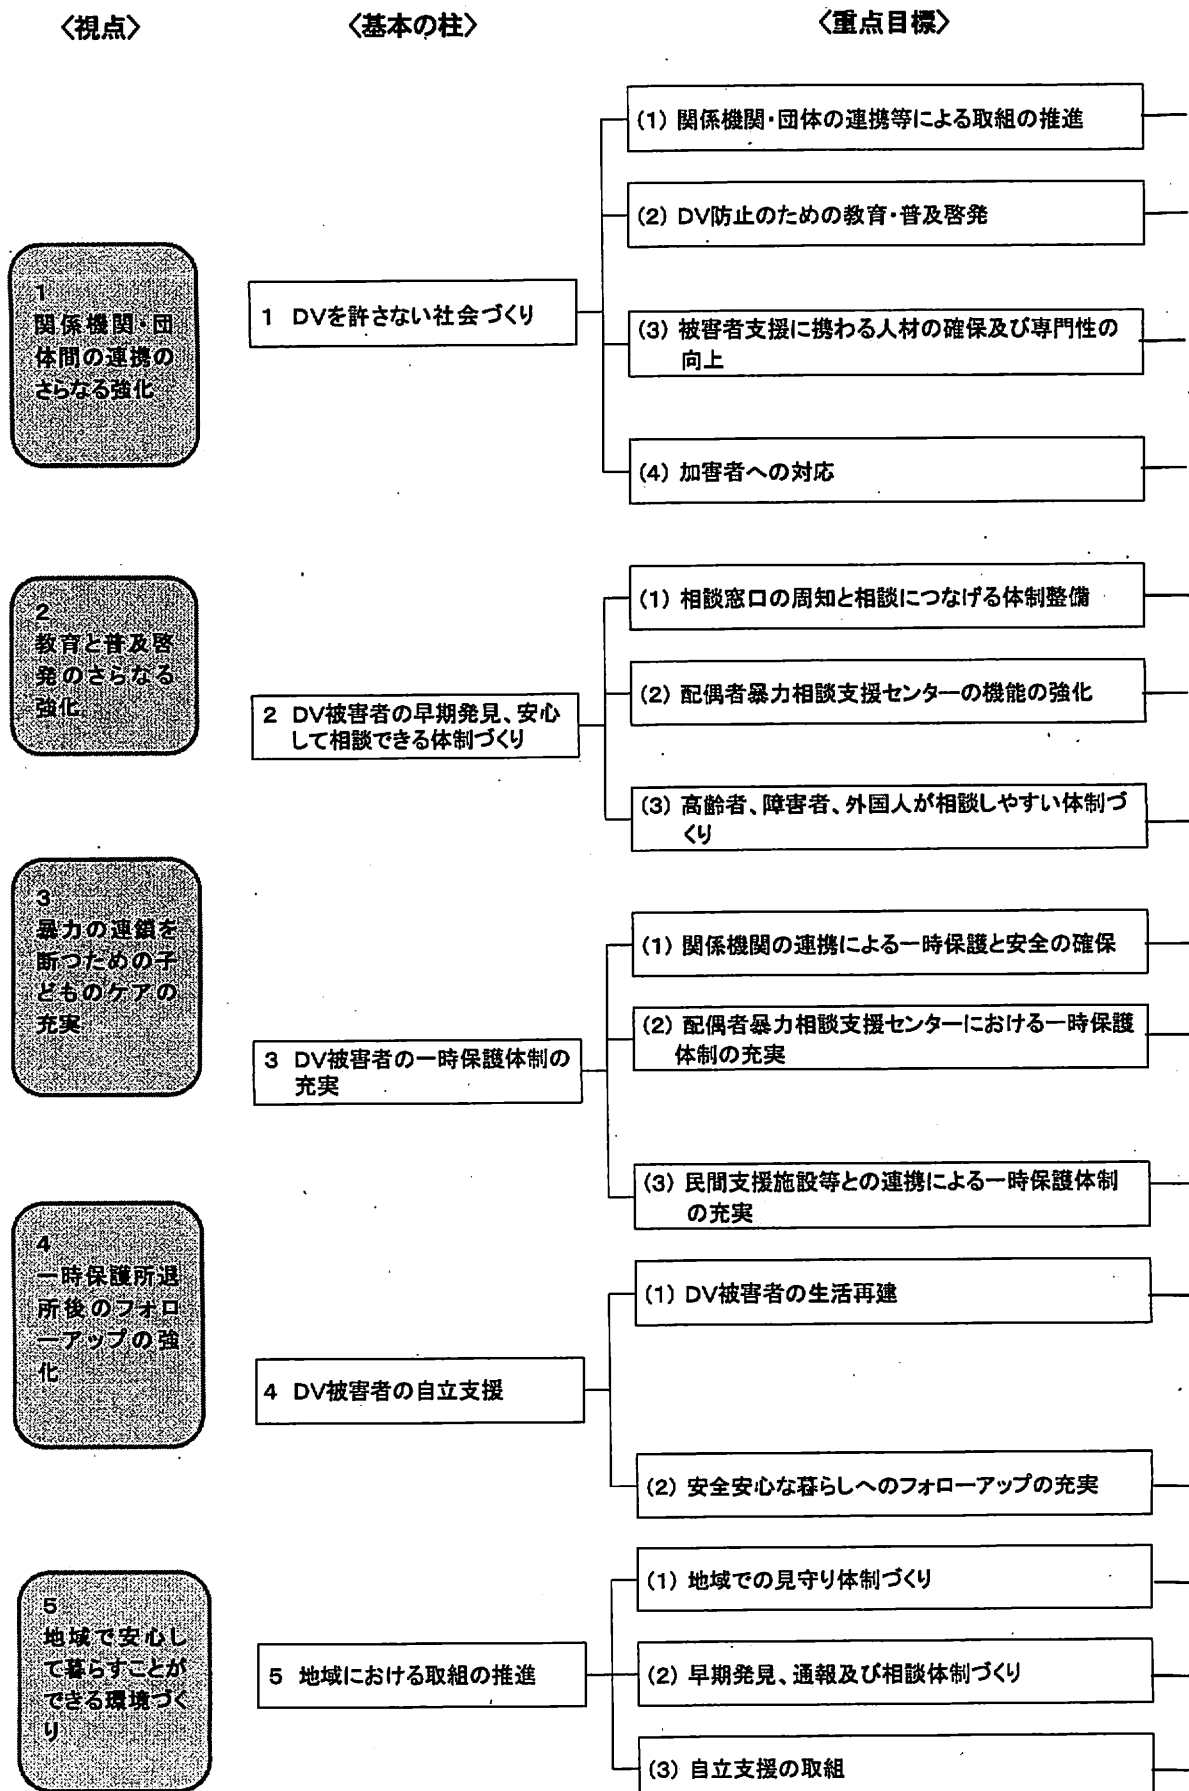 〈視点〉
〈基本の柱〉
〈重点目標〉
1
関係機関・団
体間の連携の
さらなる強化
2
教育と普及啓
発のさらなる
強化
3
暴力の連鎖を
断つための子
どものケアの
充実
4
一時保護所退
所後のフォロ
ーアップの強
化
5
地域で安心し
て暮らすことが
できる環境づく
り
1 DVを許さない社会づくり
(1) 関係機関・団体の連携等による取組の推進
(2) DV防止のための教育・普及啓発
(3) 被害者支援に携わる人材の確保及び専門性の
向上
(4) 加害者への対応
2 DV被害者の早期発見、安心
して相談できる体制づくり
(1) 相談窓口の周知と相談につなげる体制整備
(2) 配偶者暴力相談支援センターの機能の強化
(3) 高齢者、障害者、外国人が相談しやすい体制づ
くり
3 DV被害者の一時保護体制の
充実
(1) 関係機関の連携による一時保護と安全の確保
(2) 配偶者暴力相談支援センターにおける一時保護
体制の充実
(3) 民間支援施設等との連携による一時保護体制
の充実
4 DV被害者の自立支援
(1) DV被害者の生活再建
(2) 安全安心な暮らしへのフォローアップの充実
5 地域における取組の推進
(1) 地域での見守り体制づくり
(2) 早期発見、通報及び相談体制づくり
(3) 自立支援の取組